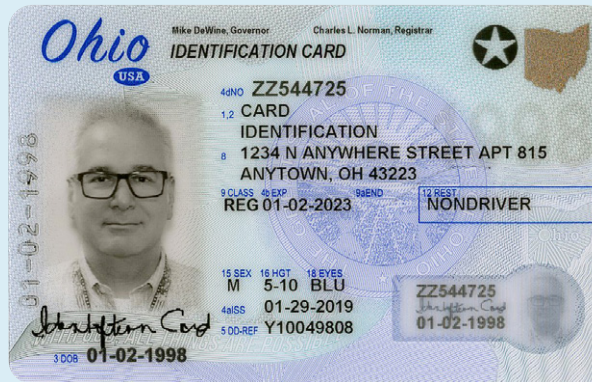 Ohio
USA
Mike DeWine, Governor
Charles L. Norman, Registrar
IDENTIFICATION CARD
4dNO ZZ544725
1,2 CARD
IDENTIFICATION
8 1234 N ANYWHERE STREET APT 815
ANYTOWN, OH 43223
9 CLASS 4b EXP 9aEND 12 REST
REG 01-02-2023 NONDRIVER
15 SEX 16 HGT 18 EYES
M 5-10 BLU
4aISS 01-29-2019
5 DD-REF Y10049808
ZZ544725
01-02-1998
01-02-1998
Identification Card
3 DOB 01-02-1998